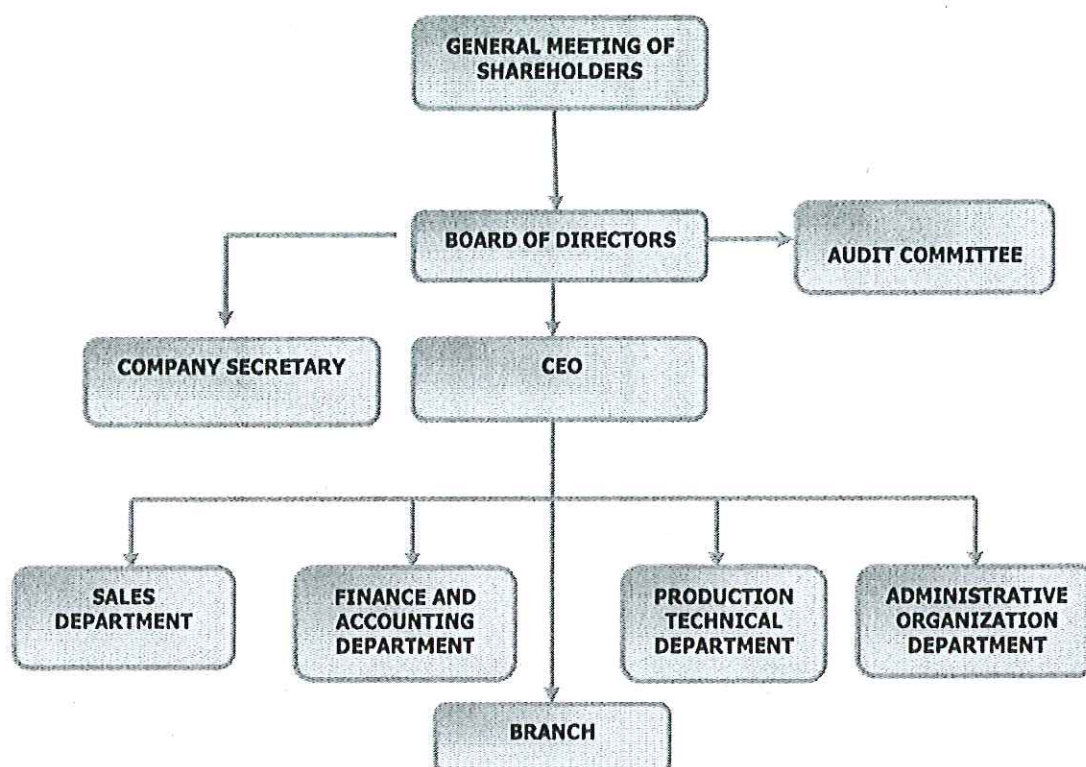 GENERAL MEETING OF
SHAREHOLDERS
BOARD OF DIRECTORS
AUDIT COMMITTEE
COMPANY SECRETARY
CEO
SALES
DEPARTMENT
FINANCE AND
ACCOUNTING
DEPARTMENT
PRODUCTION
TECHNICAL
DEPARTMENT
ADMINISTRATIVE
ORGANIZATION
DEPARTMENT
BRANCH